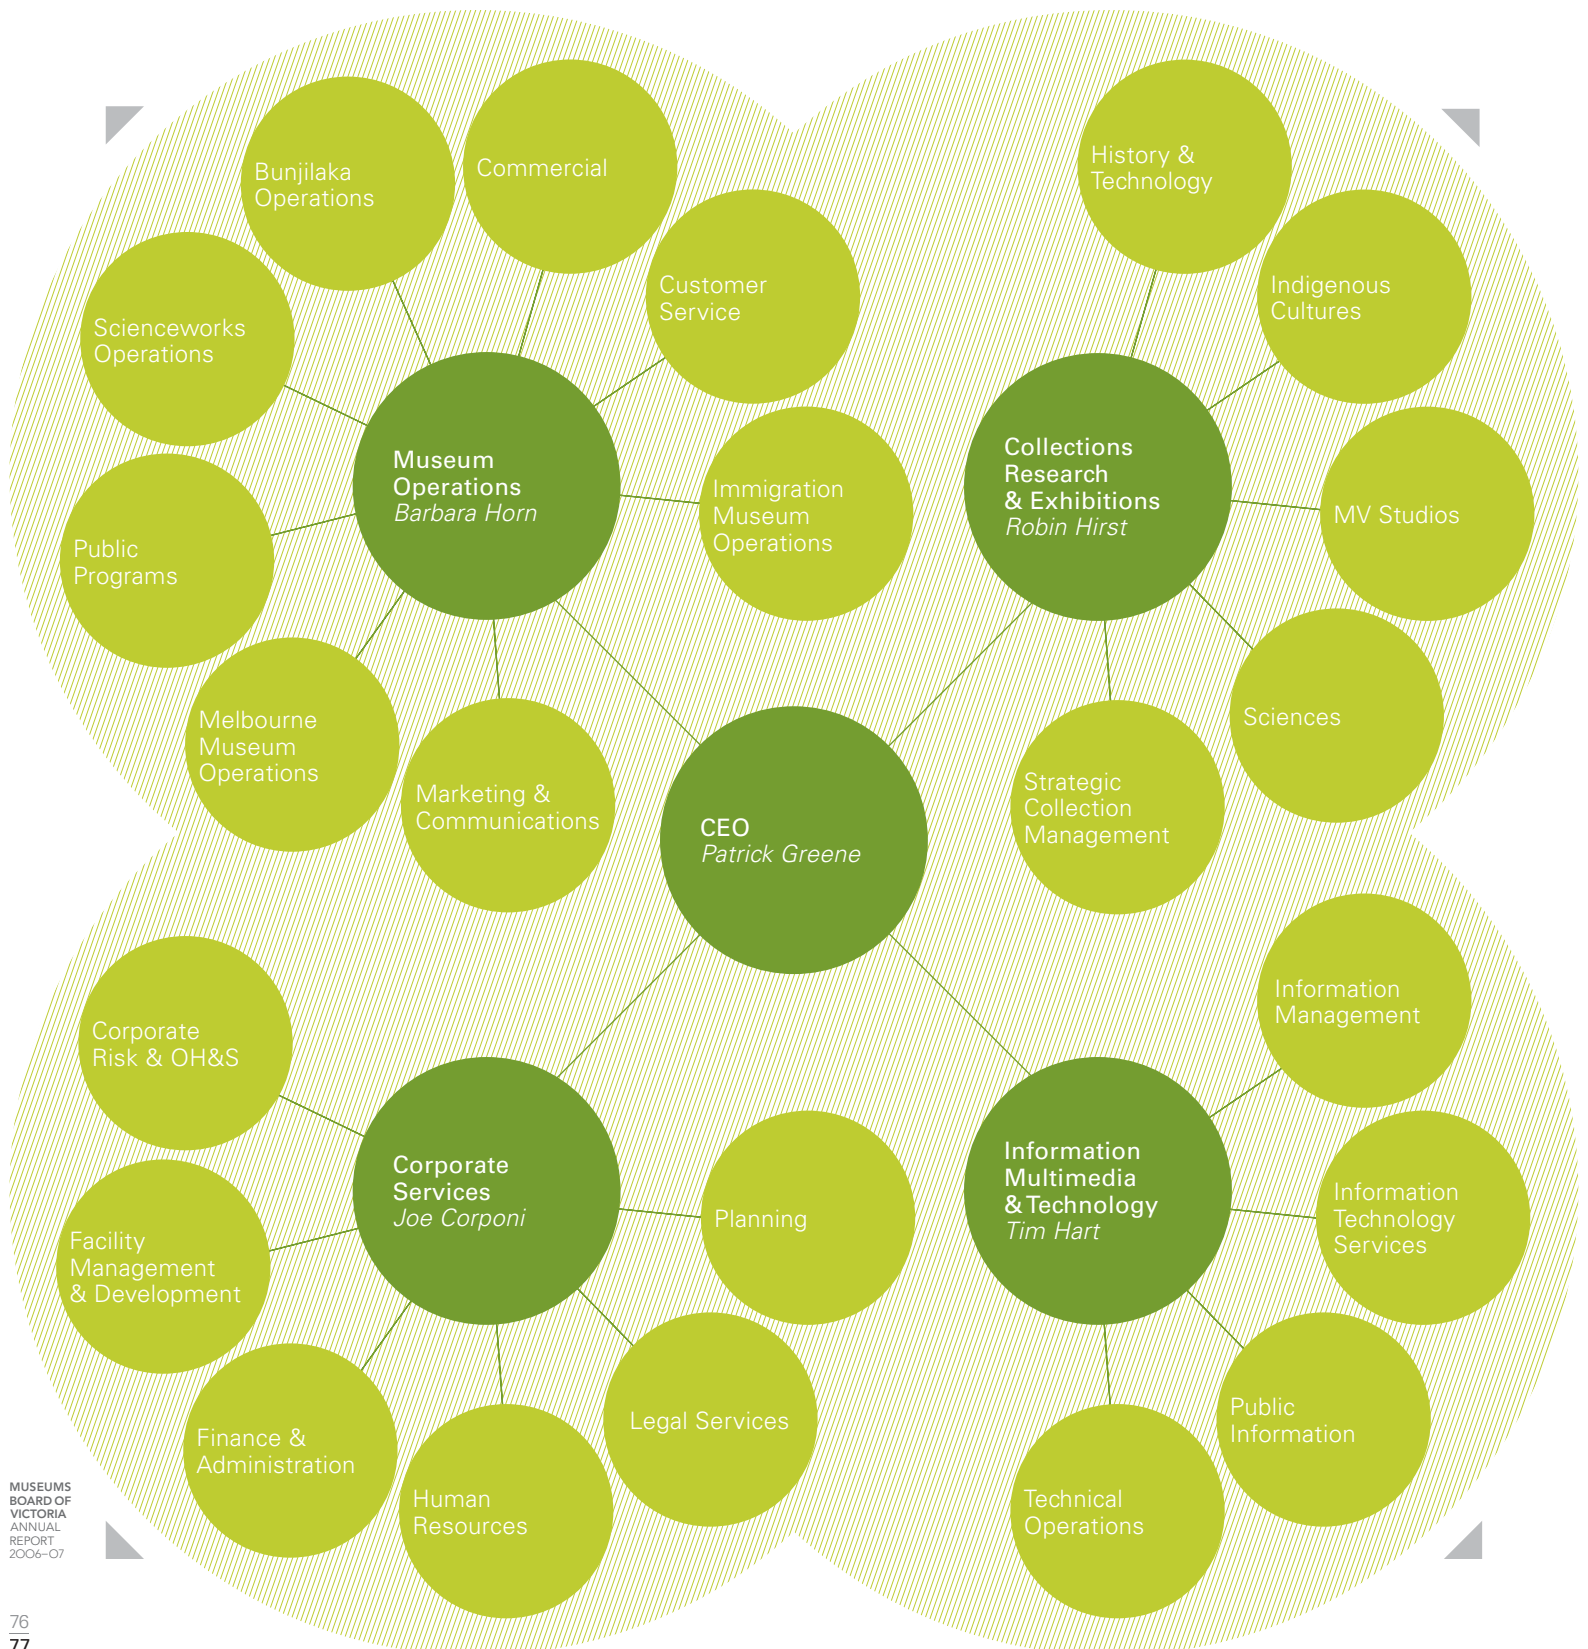 Bunjilaka
Operations
Commercial
Customer
Service
Scienceworks
Operations
Museum
Operations
Barbara Horn
Immigration
Museum
Operations
Public
Programs
Melbourne
Museum
Operations
Marketing &
Communications
History &
Technology
Indigenous
Cultures
Collections
Research
& Exhibitions
Robin Hirst
MV Studios
Sciences
Strategic
Collection
Management
CEO
Patrick Greene
Corporate
Risk & OH&S
Corporate
Services
Joe Corponi
Planning
Facility
Management
& Development
Finance &
Administration
Human
Resources
Legal Services
Information
Management
Information
Multimedia
& Technology
Tim Hart
Information
Technology
Services
Public
Information
Technical
Operations
MUSEUMS
BOARD OF
VICTORIA
ANNUAL
REPORT
2006–07
76
77